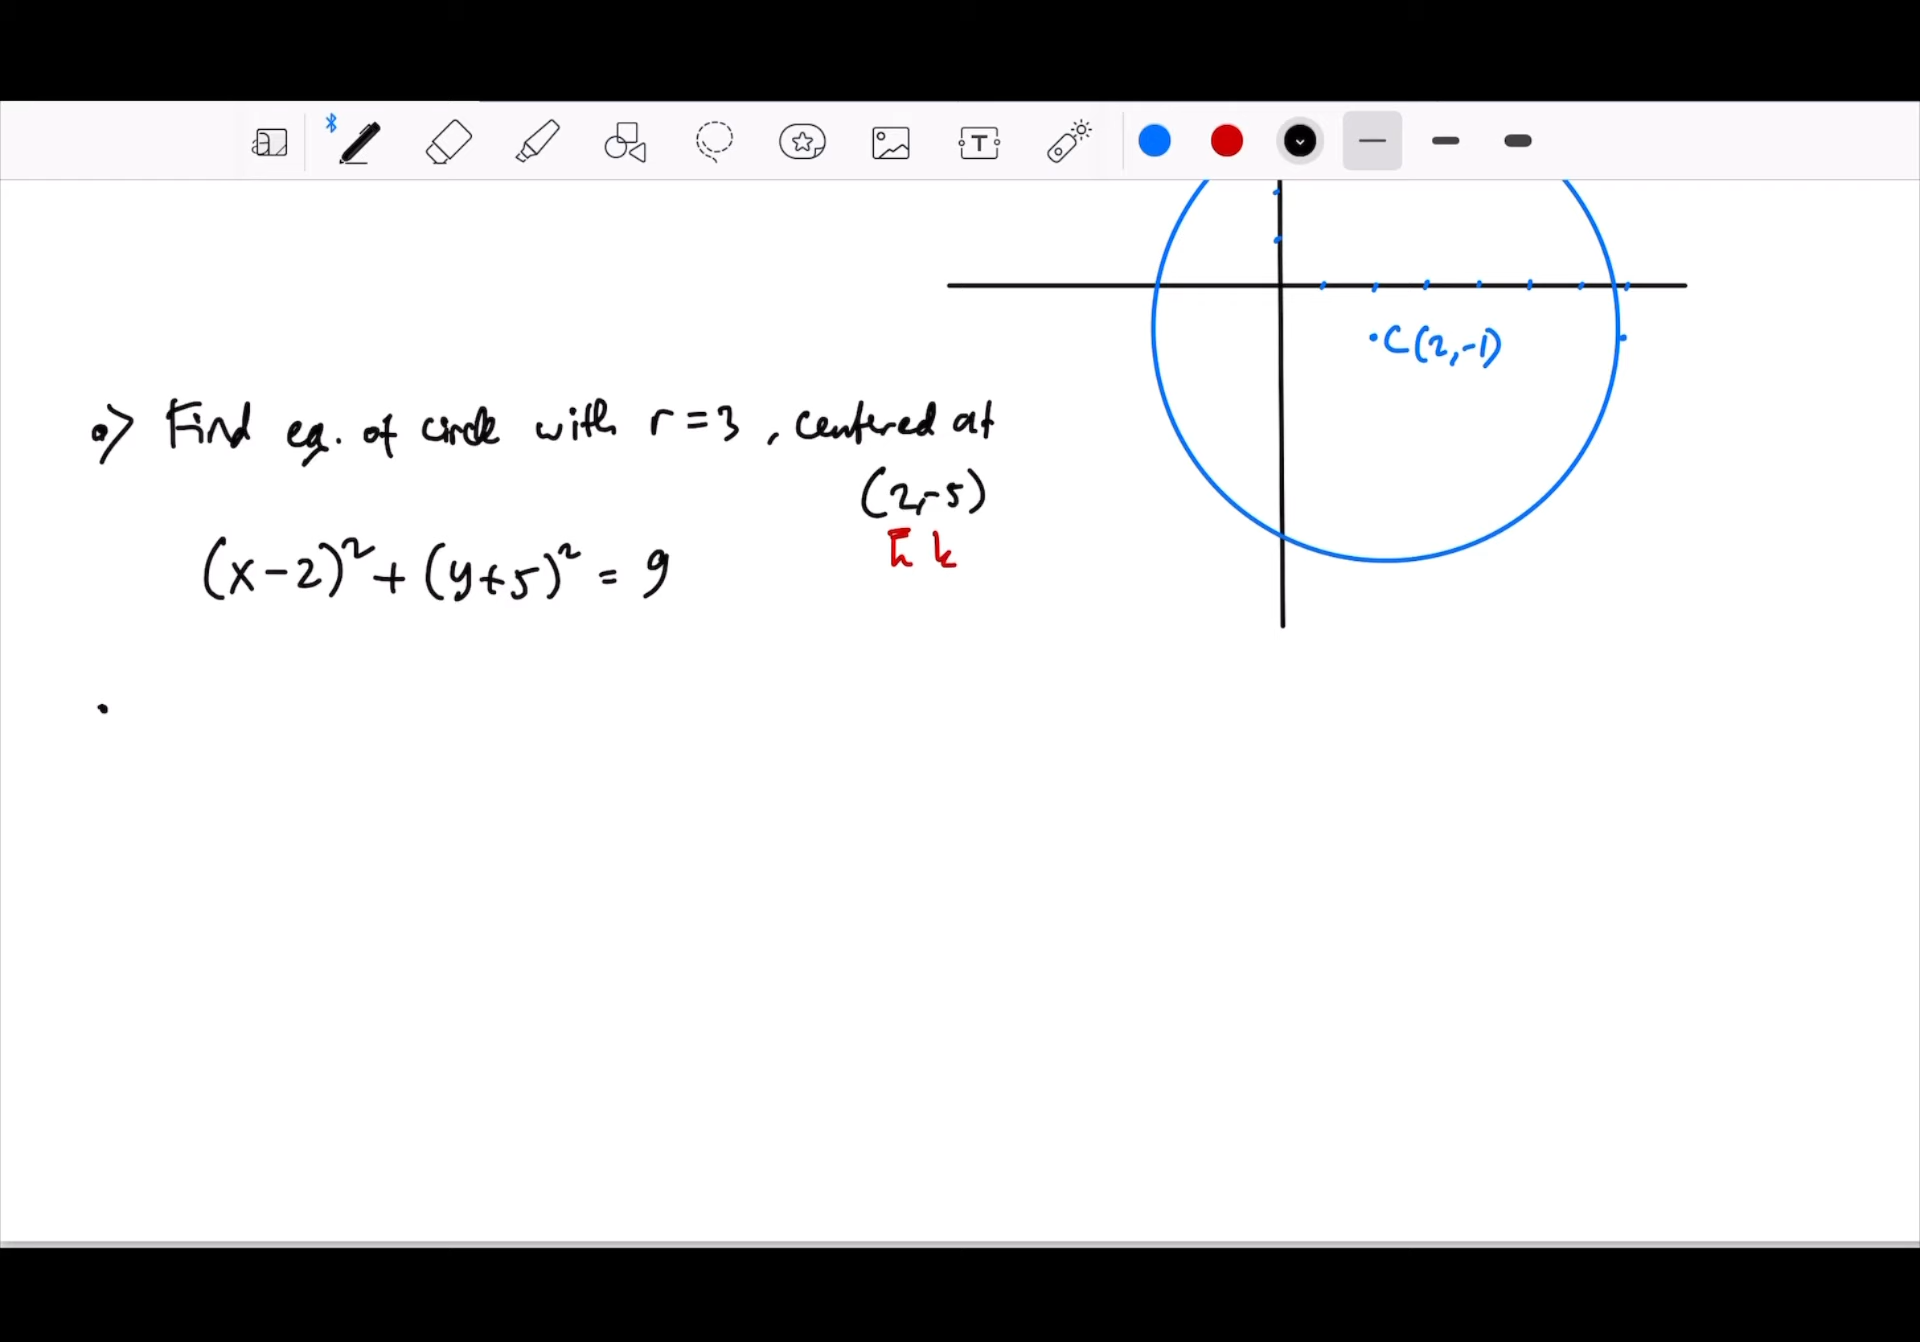 C(2,-1)
•> Find eq. of circle with r = 3, centered at
(2,-5)
h k
(x-2)² + (y+5)² = 9